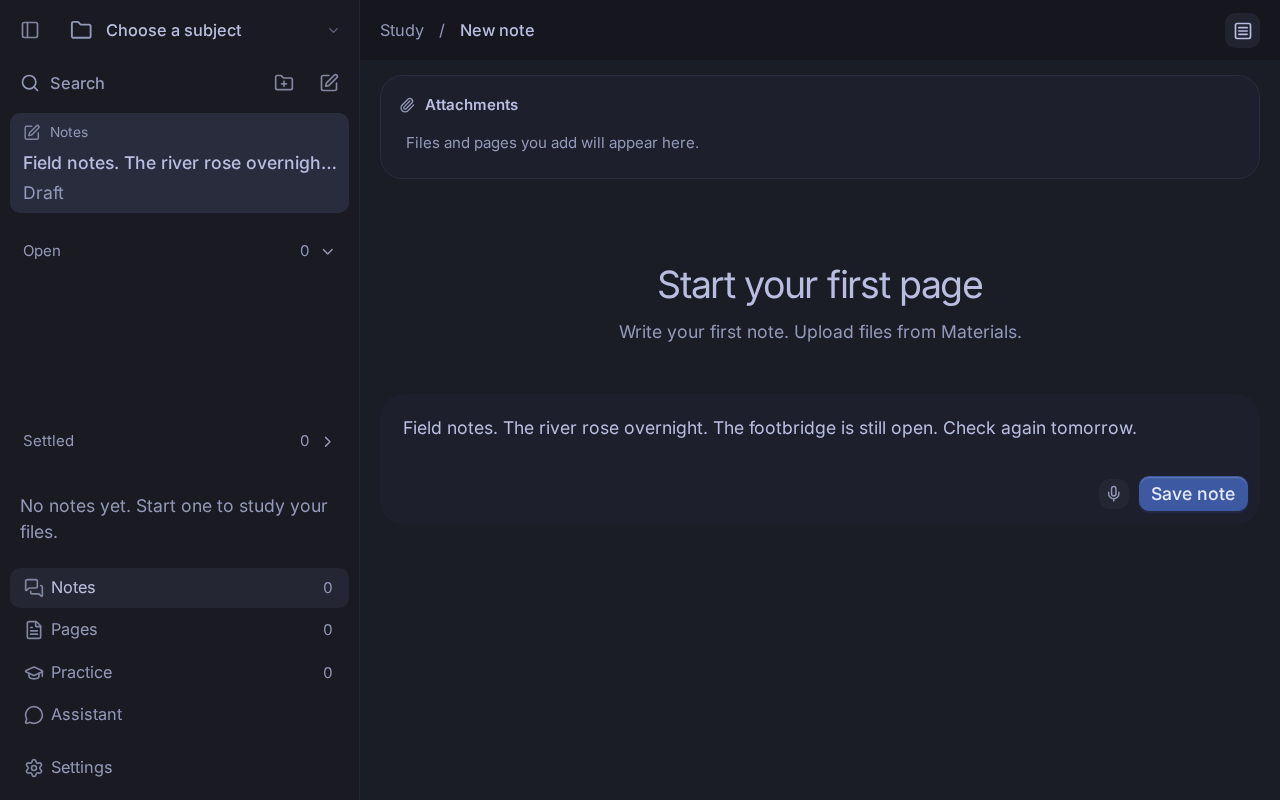 Choose a subject
Search
Notes
Field notes. The river rose overnigh...
Draft
Open 0
Settled 0
No notes yet. Start one to study your
files.
Notes 0
Pages 0
Practice 0
Assistant
Settings
Study / New note
Attachments
Files and pages you add will appear here.
Start your first page
Write your first note. Upload files from Materials.
Field notes. The river rose overnight. The footbridge is still open. Check again tomorrow.
Save note